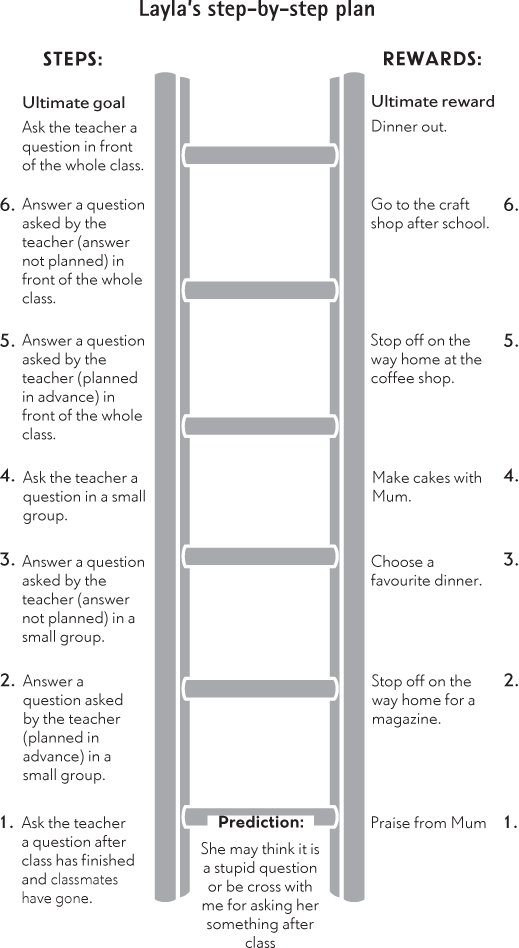 Layla's step-by-step plan
STEPS:
REWARDS:
Ultimate goal
Ask the teacher a
question in front
of the whole class.
Ultimate reward
Dinner out.
6. Answer a question
asked by the
teacher (answer
not planned) in
front of the whole
class.
Go to the craft 6.
shop after school.
5. Answer a question
asked by the
teacher (planned
in advance) in
front of the whole
class.
Stop off on the 5.
way home at the
coffee shop.
4. Ask the teacher a
question in a small
group.
Make cakes with 4.
Mum.
3. Answer a question
asked by the
teacher (answer
not planned) in a
small group.
Choose a 3.
favourite dinner.
2. Answer a
question asked
by the teacher
(planned in
advance) in a
small group.
Stop off on the 2.
way home for a
magazine.
1. Ask the teacher
a question after
class has finished
and classmates
have gone.
Prediction:
She may think it is
a stupid question
or be cross with
me for asking her
something after
class
Praise from Mum 1.